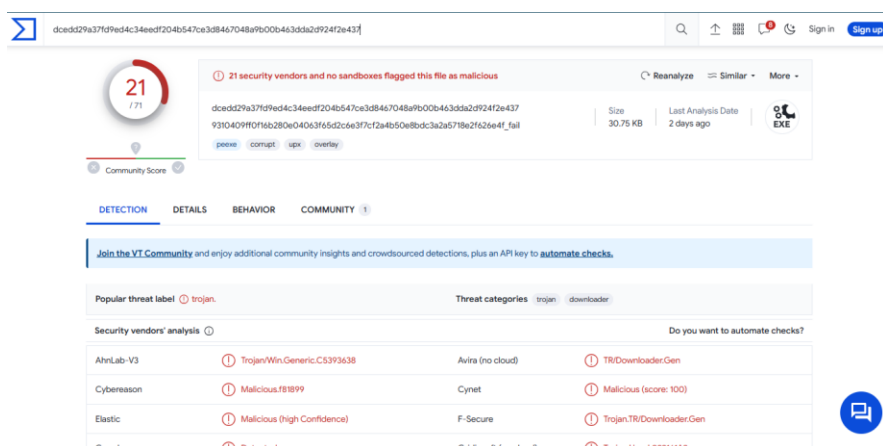 dcedd29a37fd9ed4c34eedf204b547ce3d8467048a9b00b463dda2d924f2e437
6
Sign in
Sign up
21
/ 71
21 security vendors and no sandboxes flagged this file as malicious
Reanalyze
Similar
More
dcedd29a37fd9ed4c34eedf204b547ce3d8467048a9b00b463dda2d924f2e437
9310409ff0f16b280e04063f65d2c6e3f7cf2a4b50e8bdc3a2a5718e2f626e4f_fail
Size
30.75 KB
Last Analysis Date
2 days ago
EXE
peexe corrupt upx overlay
Community Score
DETECTION DETAILS BEHAVIOR COMMUNITY 1
Join the VT Community and enjoy additional community insights and crowdsourced detections, plus an API key to automate checks.
Popular threat label trojan.
Threat categories trojan downloader
Security vendors' analysis
Do you want to automate checks?
AhnLab-V3 Trojan/Win.Generic.C5393638
Avira (no cloud) TR/Downloader.Gen
Cybereason Malicious.f81899
Cynet Malicious (score: 100)
Elastic Malicious (high Confidence)
F-Secure Trojan.TR/Downloader.Gen